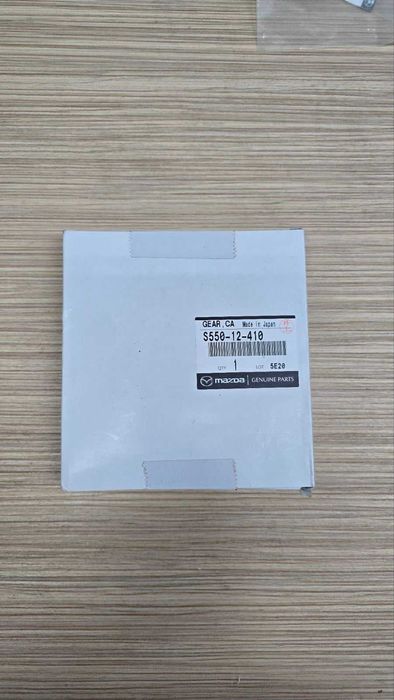 GEAR,CA Made in Japan
S550-12-410
QTY 1 LOT 5E20
mazda GENUINE PARTS